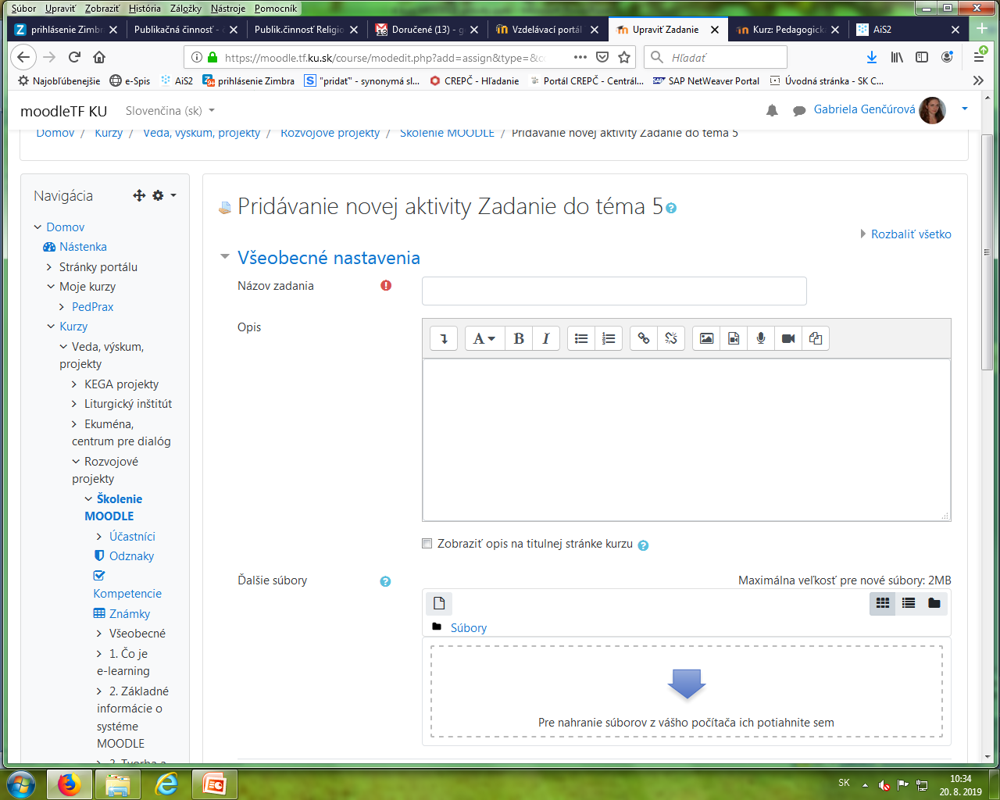 Súbor Upraviť Zobraziť História Záložky Nástroje Pomocník
prihlásenie Zimbr
Publikačná činnosť -
Publik.činnosť Religio
Doručené (13) - g
Vzdelávací portál
Upraviť Zadanie
Kurz: Pedagogick
AiS2
https://moodle.tf.ku.sk/course/modedit.php?add=assign&type=&c
Hľadať
Najobľúbenejšie e-Spis AiS2 prihlásenie Zimbra "pridať" - synonymá sl... CREPČ - Hľadanie Portál CREPČ - Centrál... SAP NetWeaver Portal Úvodná stránka - SK C...
moodleTF KU Slovenčina (sk) Gabriela Genčúrová
Domov / Kurzy / Veda, výskum, projekty / Rozvojové projekty / Školenie MOODLE / Pridávanie novej aktivity Zadanie do téma 5
Navigácia
Domov
Nástenka
Stránky portálu
Moje kurzy
PedPrax
Kurzy
Veda, výskum,
projekty
KEGA projekty
Liturgický inštitút
Ekuména,
centrum pre dialóg
Rozvojové
projekty
Školenie
MOODLE
Účastníci
Odznaky
Kompetencie
Známky
Všeobecné
1. Čo je
e-learning
2. Základné
informácie o
systéme
MOODLE
3. Tvorba a
Pridávanie novej aktivity Zadanie do téma 5
Rozbaliť všetko
Všeobecné nastavenia
Názov zadania
Opis
A B I
Zobraziť opis na titulnej stránke kurzu
Ďalšie súbory
Maximálna veľkosť pre nové súbory: 2MB
Súbory
Pre nahranie súborov z vášho počítača ich potiahnite sem
SK
10:34
20. 8. 2019